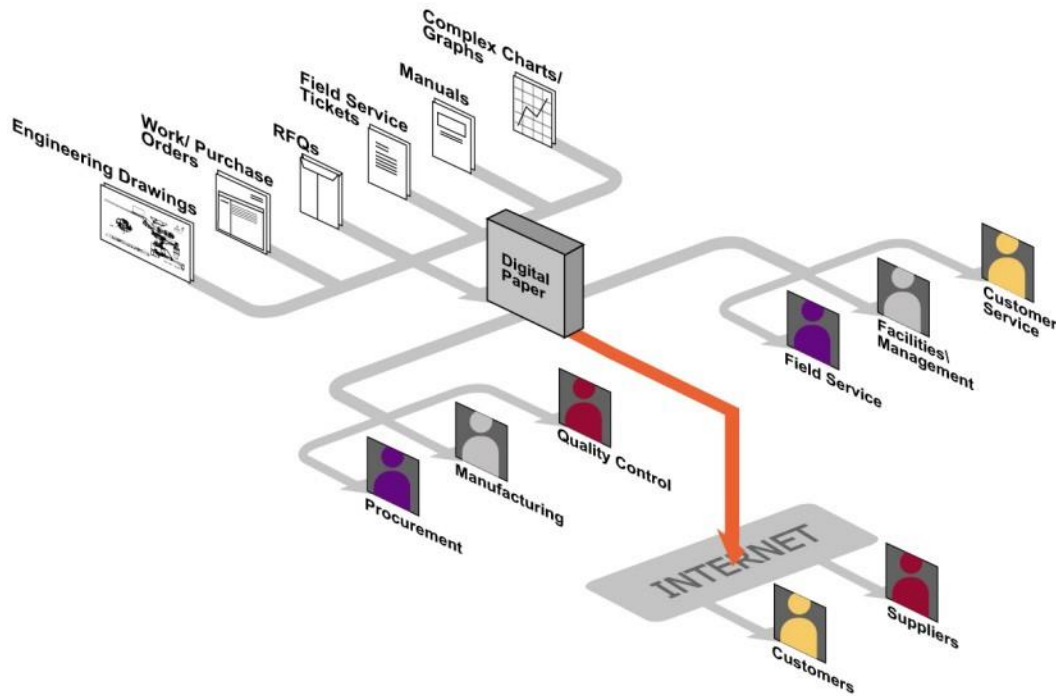 Complex Charts/
Graphs
Manuals
Field Service
Tickets
RFQs
Work/ Purchase
Orders
Engineering Drawings
Digital
Paper
Customer
Service
Facilities\
Management
Field Service
Quality Control
Manufacturing
Procurement
INTERNET
Suppliers
Customers